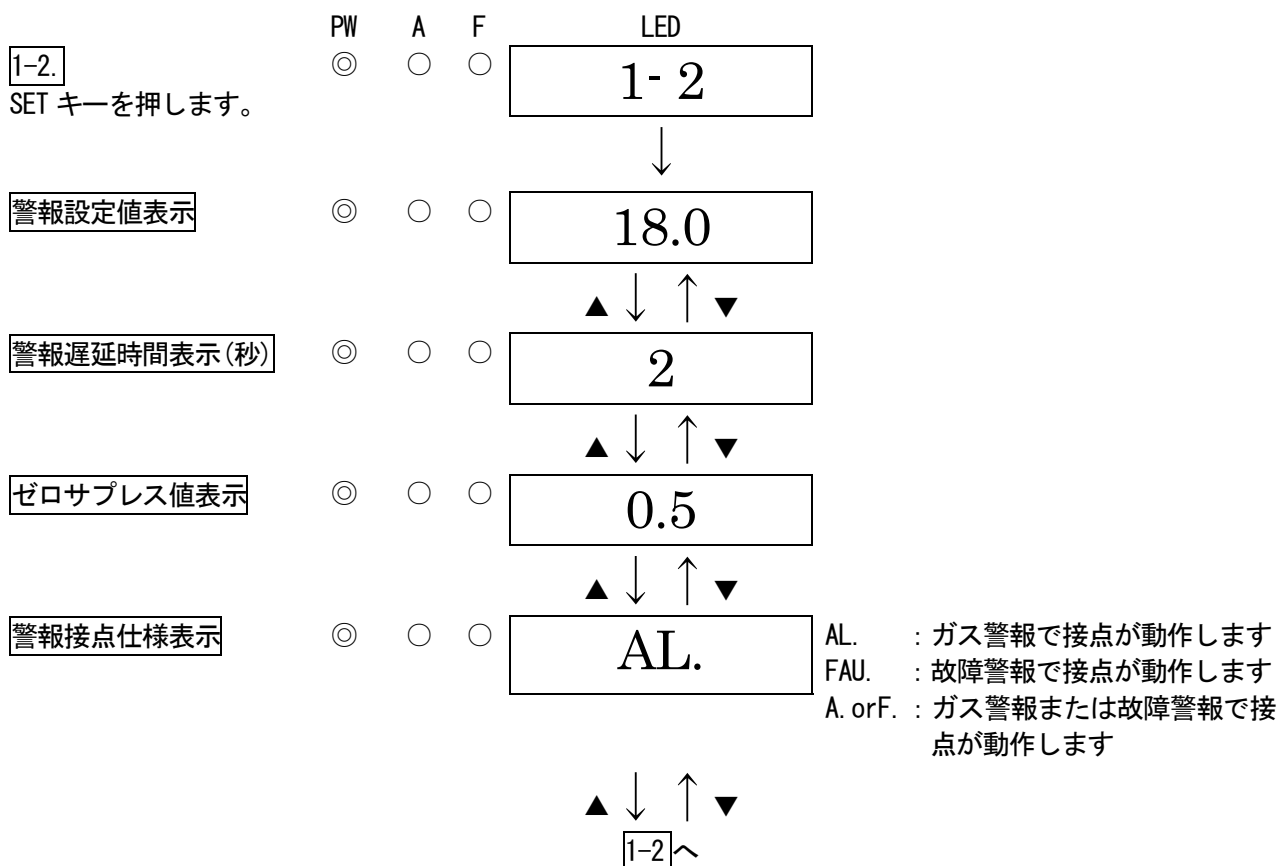 PW A F LED
1-2. ◎ ○ ○ 1- 2
SET キーを押します。
↓
警報設定値表示 ◎ ○ ○ 18.0
▲ ↓ ↑ ▼
警報遅延時間表示(秒) ◎ ○ ○ 2
▲ ↓ ↑ ▼
ゼロサプレス値表示 ◎ ○ ○ 0.5
▲ ↓ ↑ ▼
警報接点仕様表示 ◎ ○ ○ AL.
AL. :ガス警報で接点が動作します
FAU. :故障警報で接点が動作します
A.orF. :ガス警報または故障警報で接
点が動作します
▲ ↓ ↑ ▼
1-2 へ